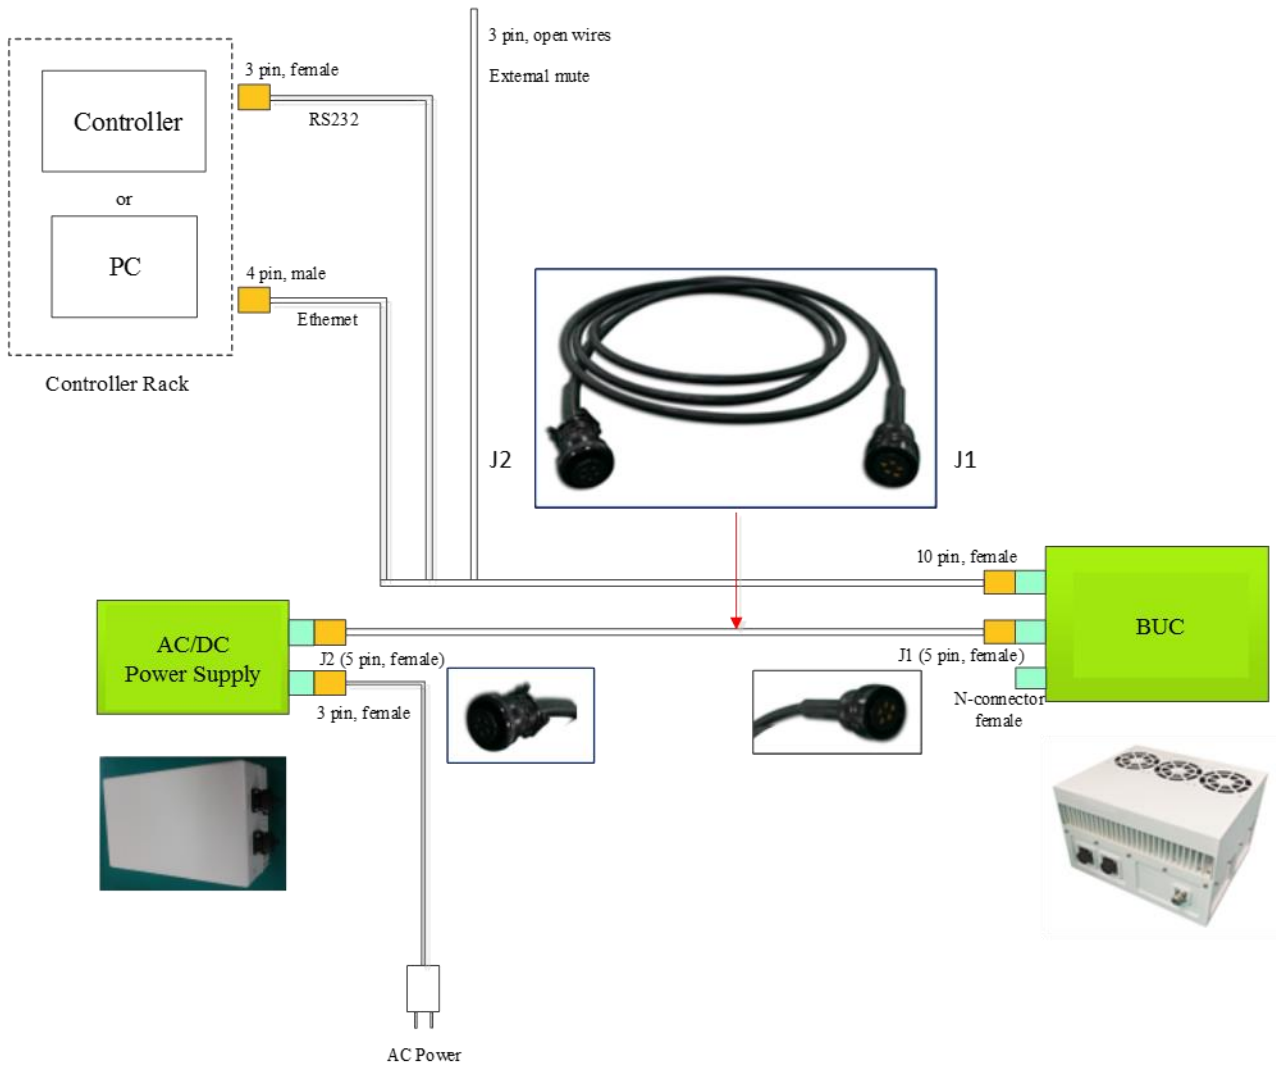 3 pin, open wires
External mute
3 pin, female
RS232
Controller
or
PC
4 pin, male
Ethernet
Controller Rack
J2
J1
10 pin, female
BUC
AC/DC
Power Supply
J2 (5 pin, female)
J1 (5 pin, female)
3 pin, female
N-connector
female
AC Power